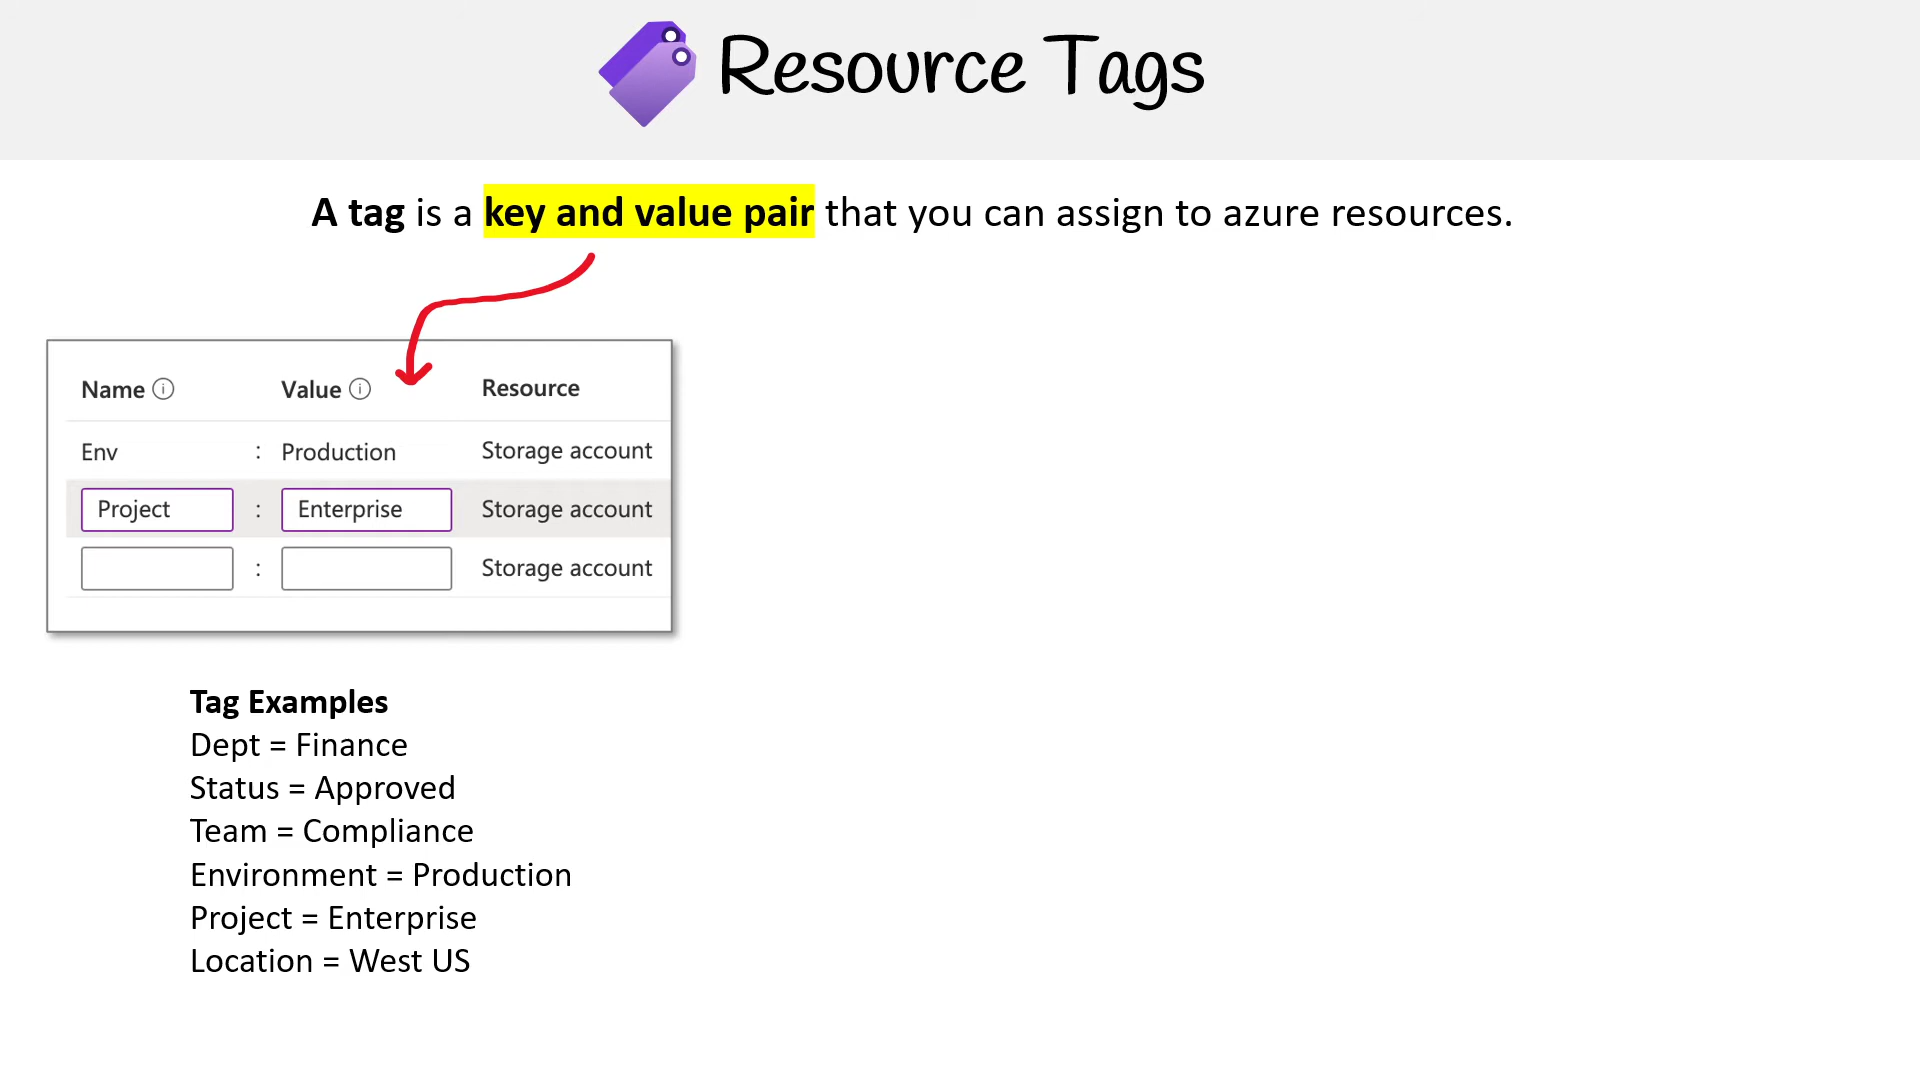 Resource Tags
A tag is a key and value pair that you can assign to azure resources.
Name Value Resource
Env : Production Storage account
Project : Enterprise Storage account
: Storage account
Tag Examples
Dept = Finance
Status = Approved
Team = Compliance
Environment = Production
Project = Enterprise
Location = West US